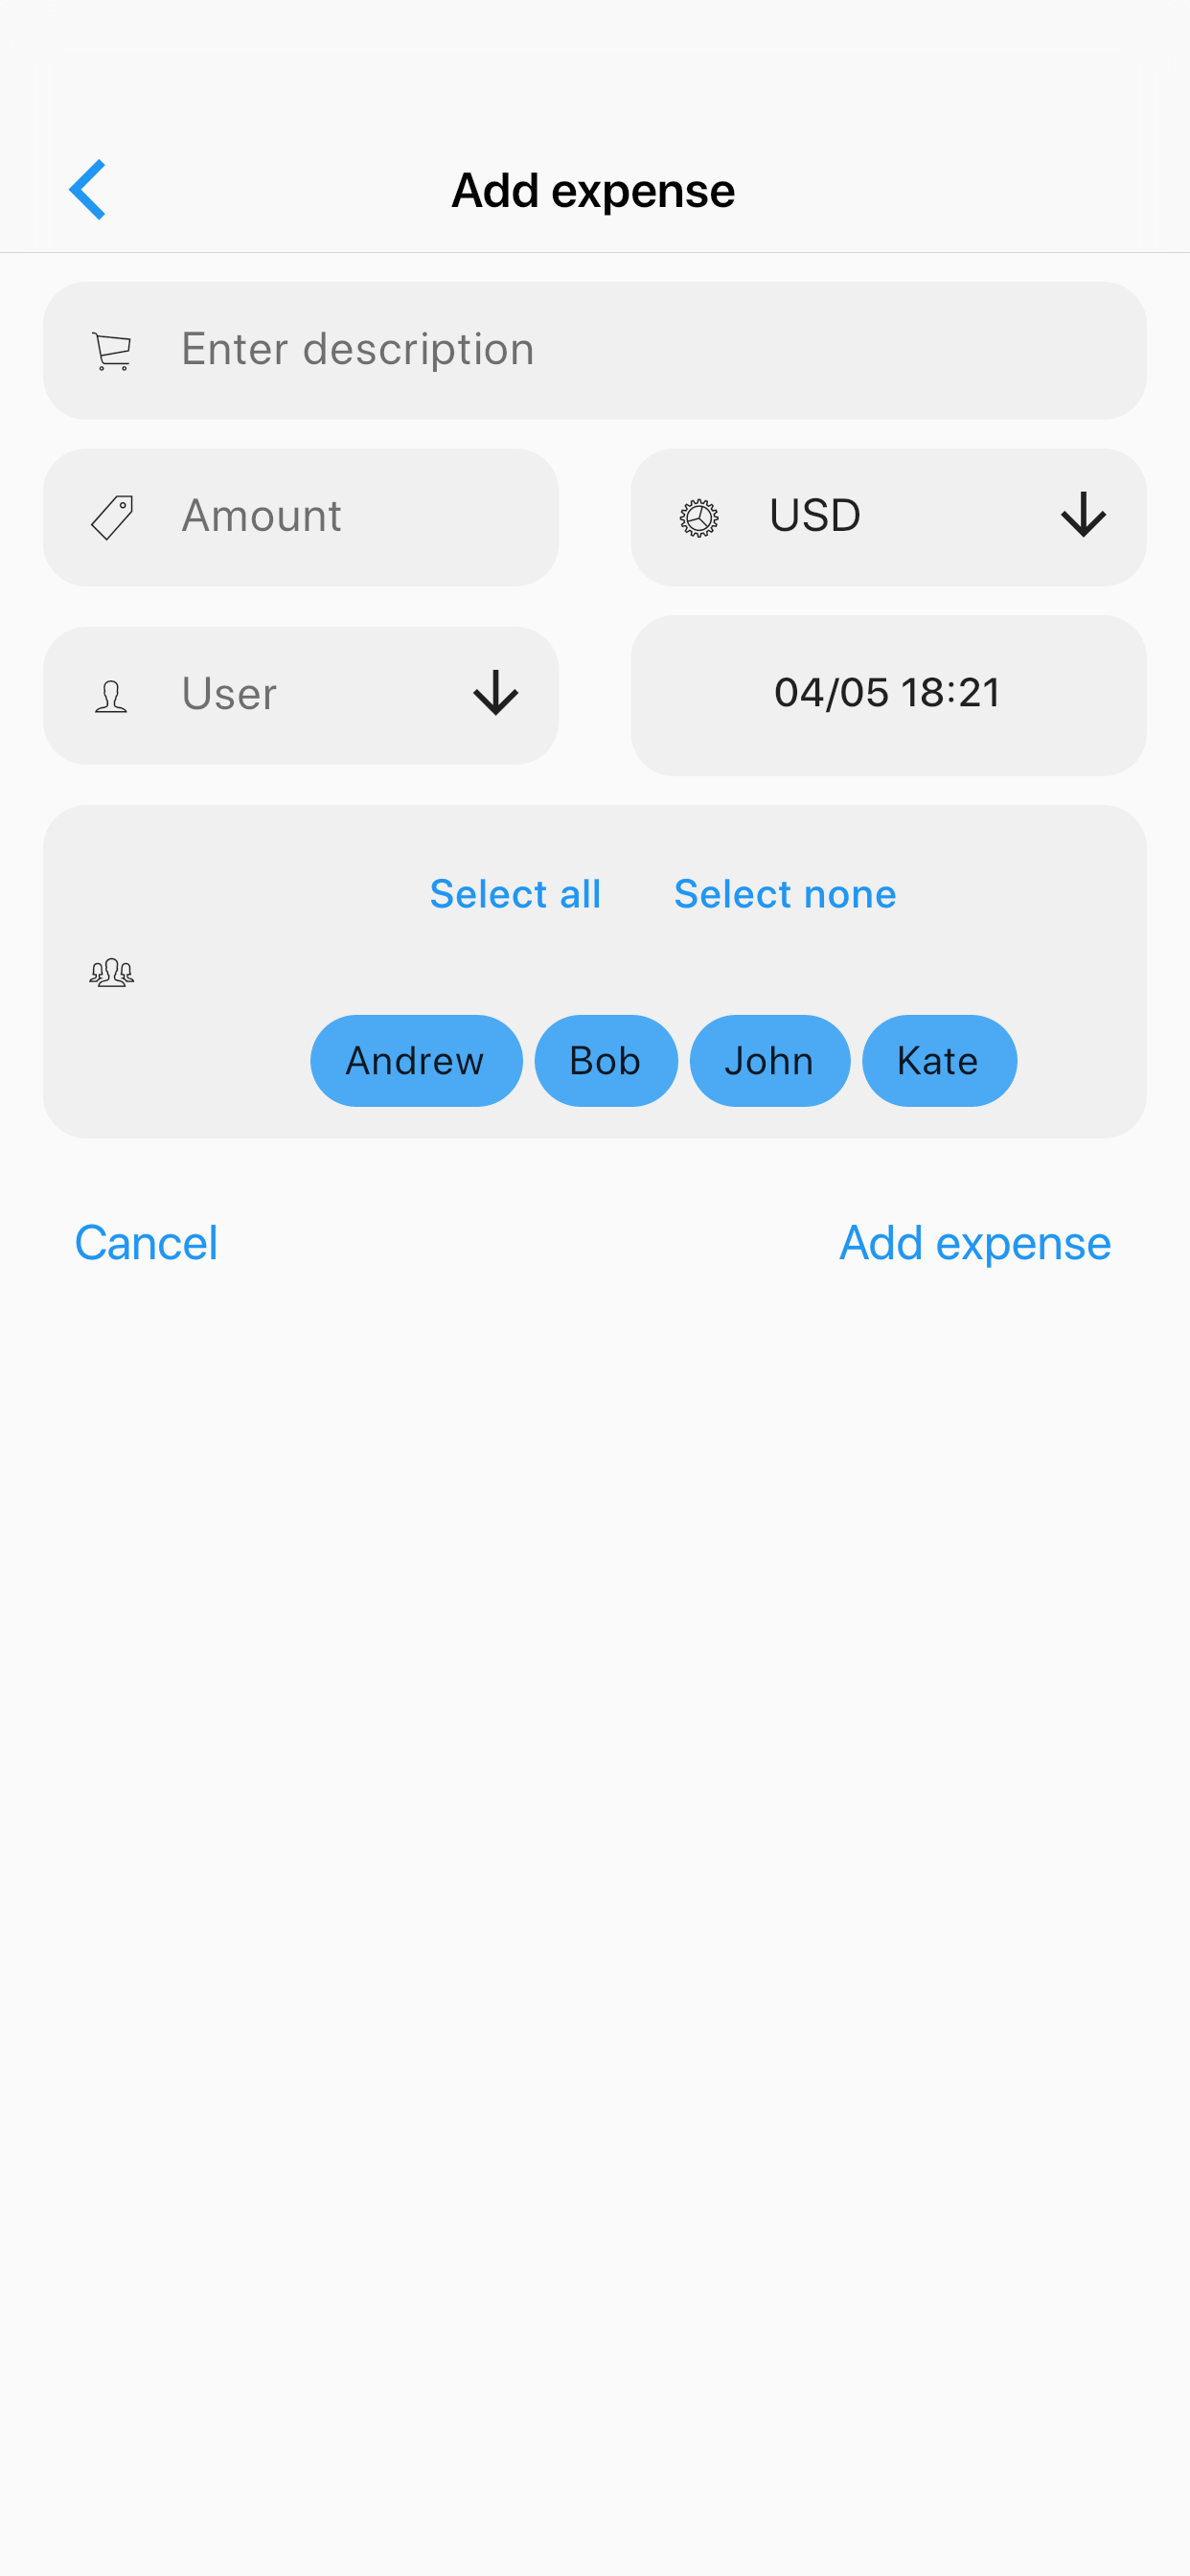 Add expense
Enter description
Amount
USD
User
04/05 18:21
Select all Select none
Andrew Bob John Kate
Cancel Add expense